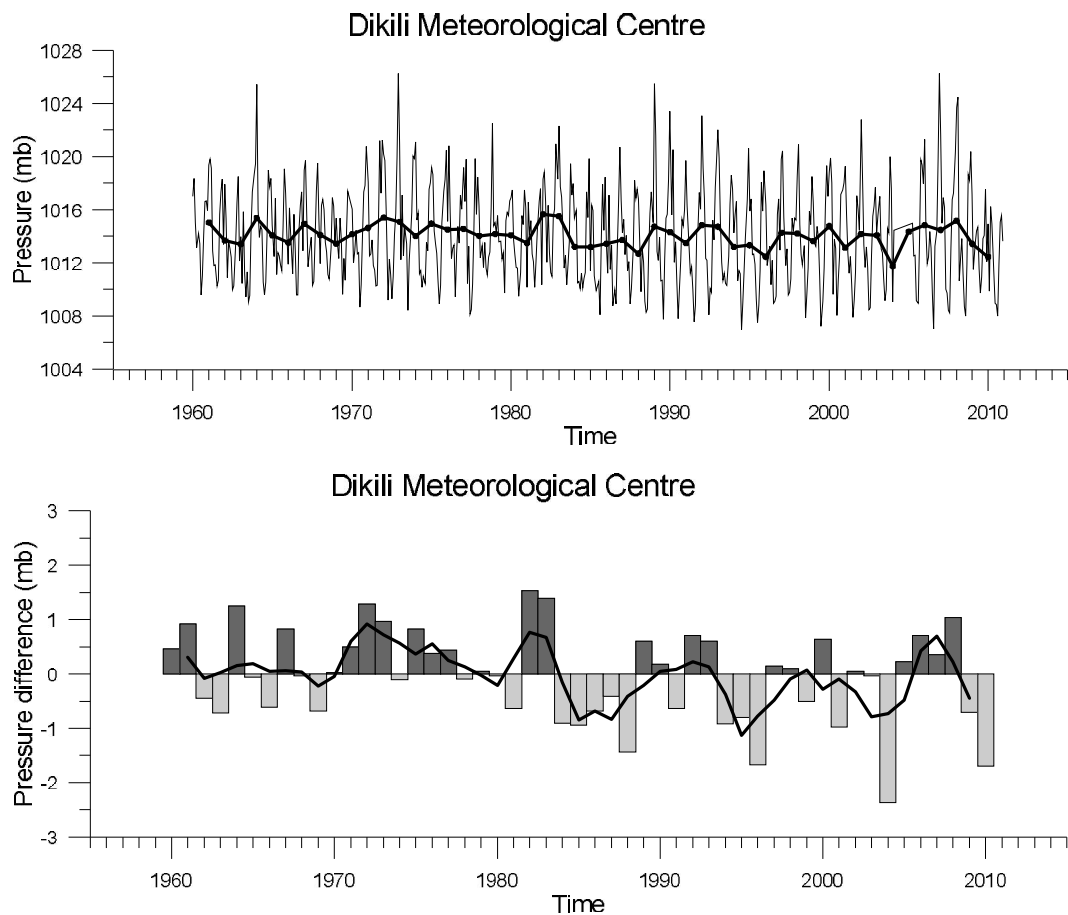 Dikili Meteorological Centre
1028
1024
1020
1016
1012
1008
1004
Pressure (mb)
1960 1970 1980 1990 2000 2010
Time
Dikili Meteorological Centre
3
2
1
0
-1
-2
-3
Pressure difference (mb)
1960 1970 1980 1990 2000 2010
Time